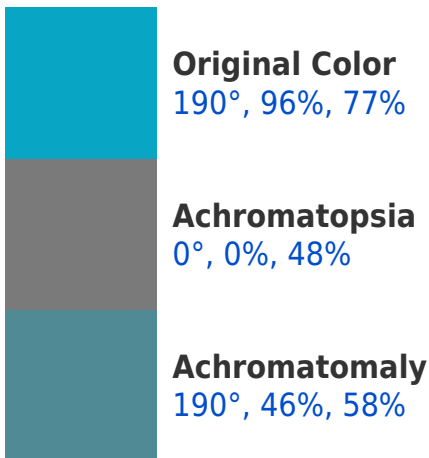 Original Color
190°, 96%, 77%
Achromatopsia
0°, 0%, 48%
Achromatomaly
190°, 46%, 58%